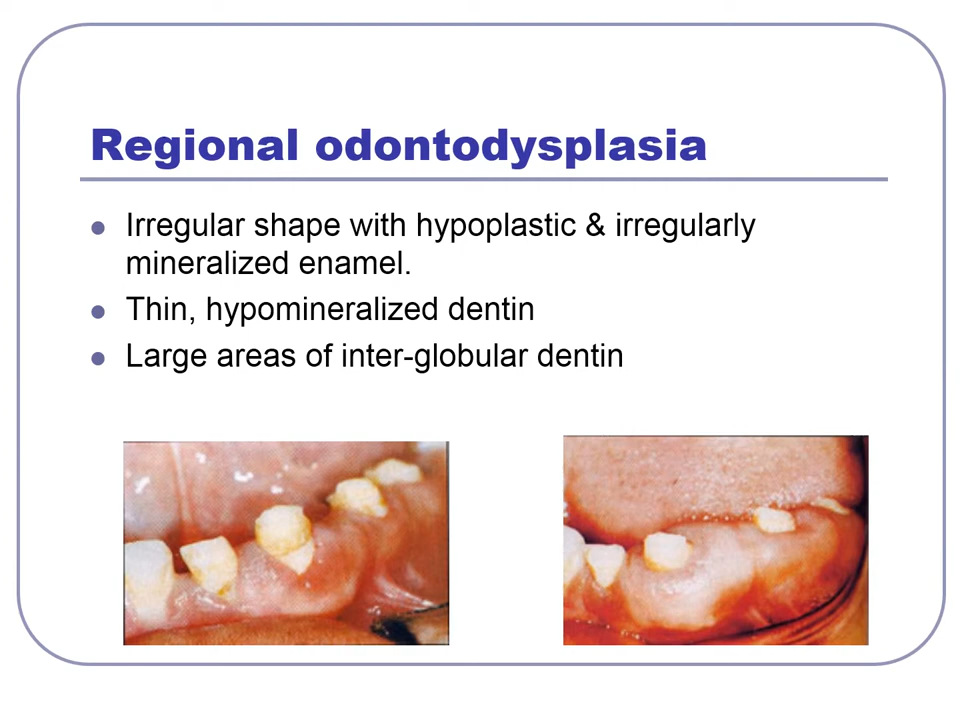 Regional odontodysplasia
Irregular shape with hypoplastic & irregularly
mineralized enamel.
Thin, hypomineralized dentin
Large areas of inter-globular dentin